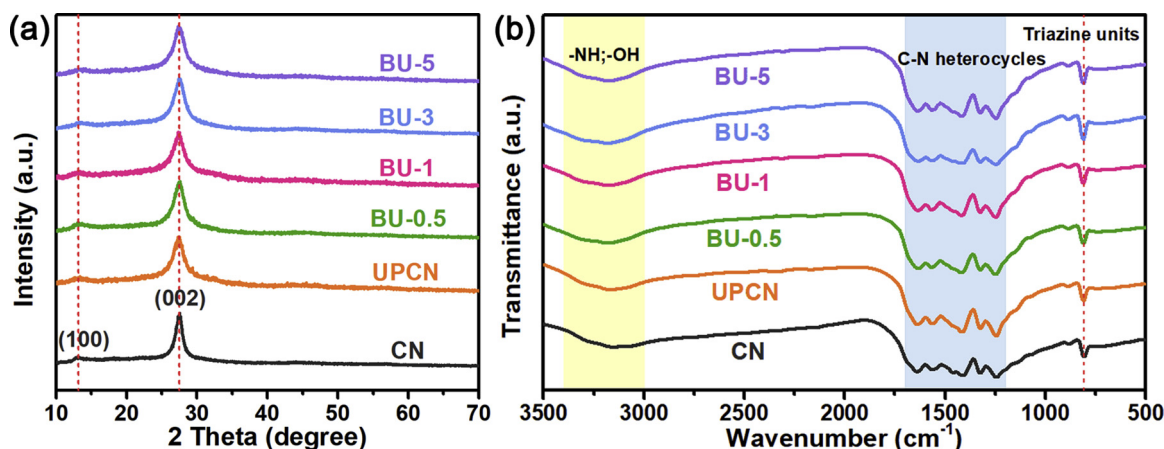 (a)
Intensity (a.u.)
BU-5
BU-3
BU-1
BU-0.5
UPCN
(002)
(100)
CN
10 20 30 40 50 60 70
2 Theta (degree)
(b)
Transmittance (a.u.)
-NH;-OH
C-N heterocycles
Triazine units
BU-5
BU-3
BU-1
BU-0.5
UPCN
CN
3500 3000 2500 2000 1500 1000 500
Wavenumber (cm⁻¹)